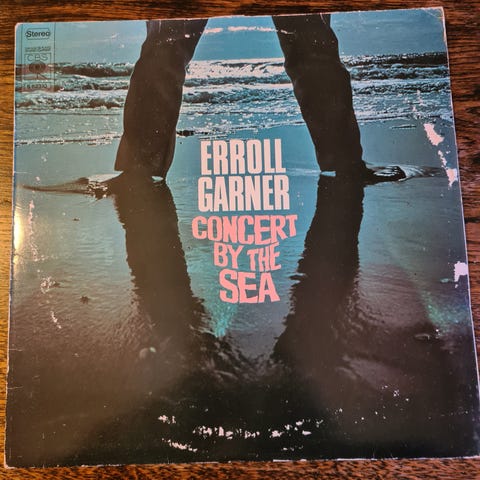 Stereo
CBS
ERROLL
GARNER
CONCERT
BY THE
SEA